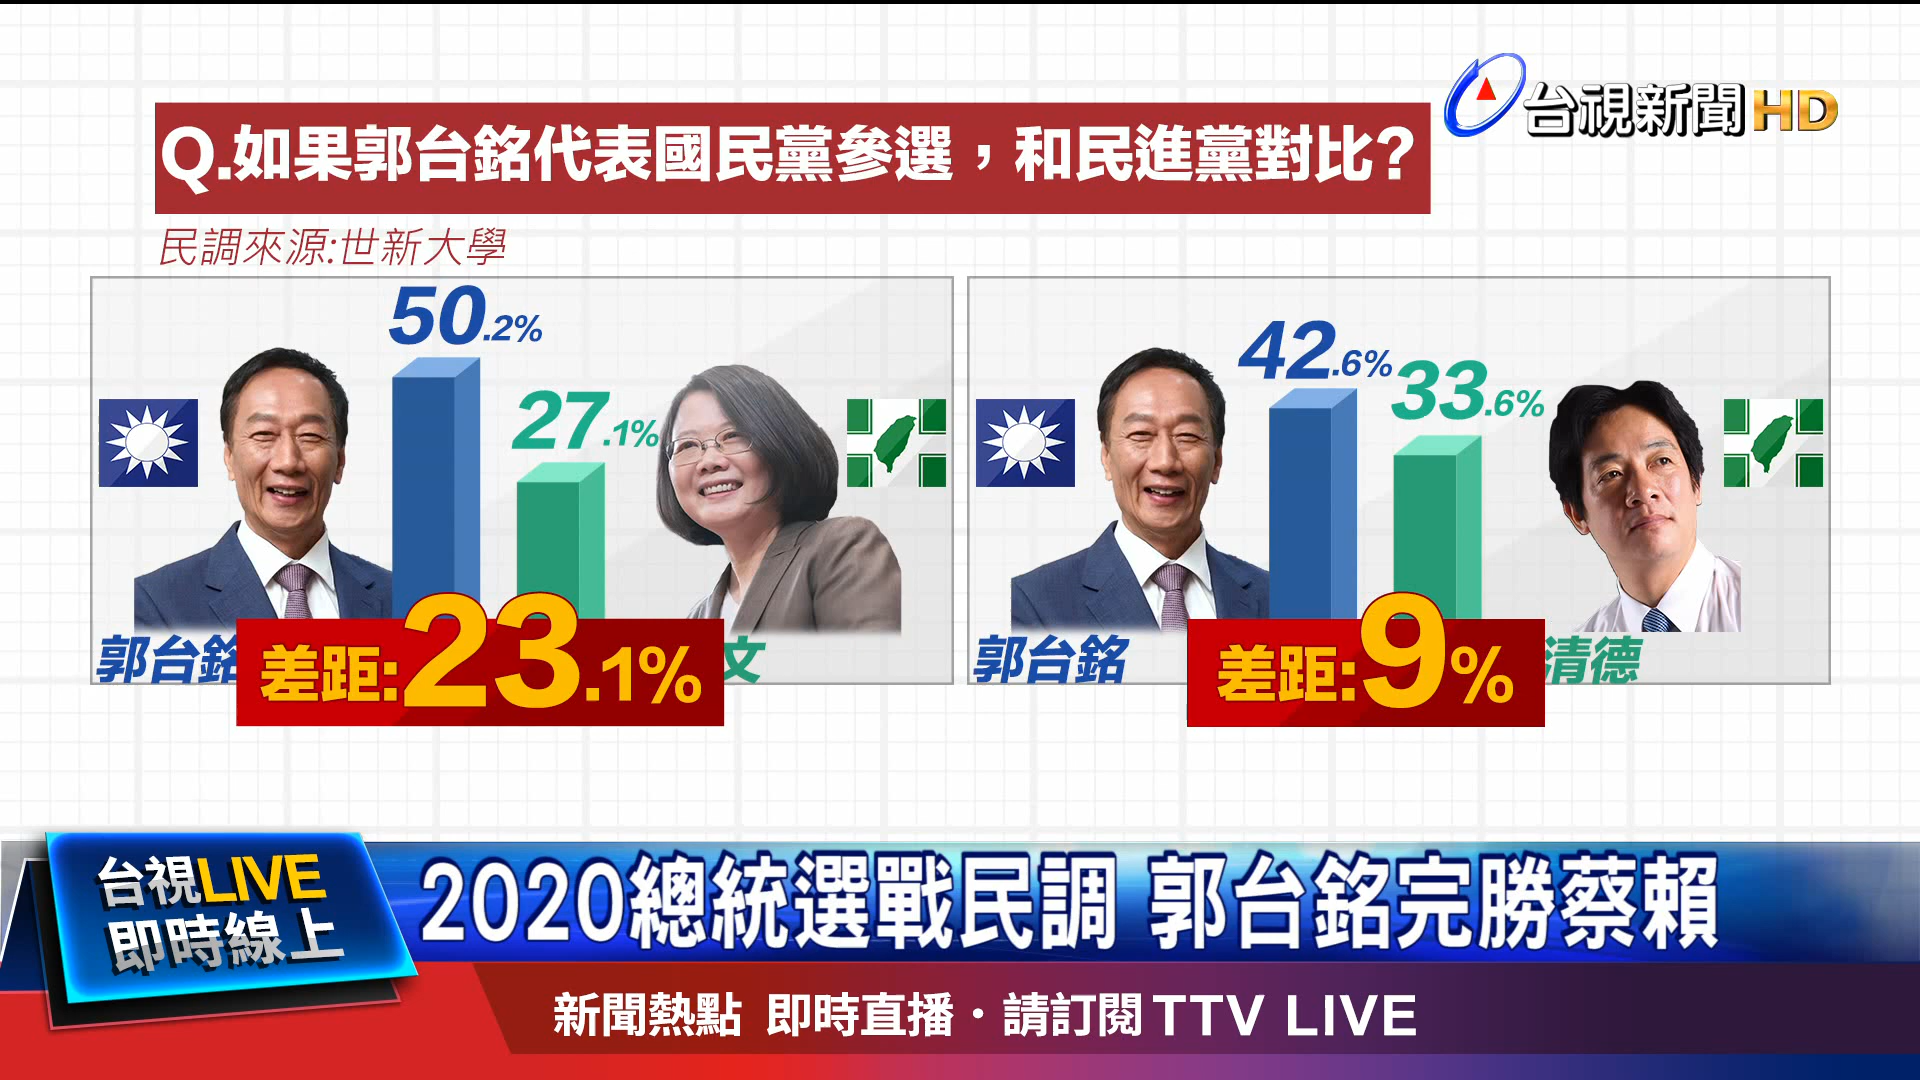 台視新聞HD
Q.如果郭台銘代表國民黨參選，和民進黨對比?
民調來源:世新大學
50.2%
27.1%
郭台銘
文
差距:23.1%
42.6%
33.6%
郭台銘
清德
差距:9%
台視LIVE
即時線上
2020總統選戰民調 郭台銘完勝蔡賴
新聞熱點 即時直播・請訂閱TTV LIVE